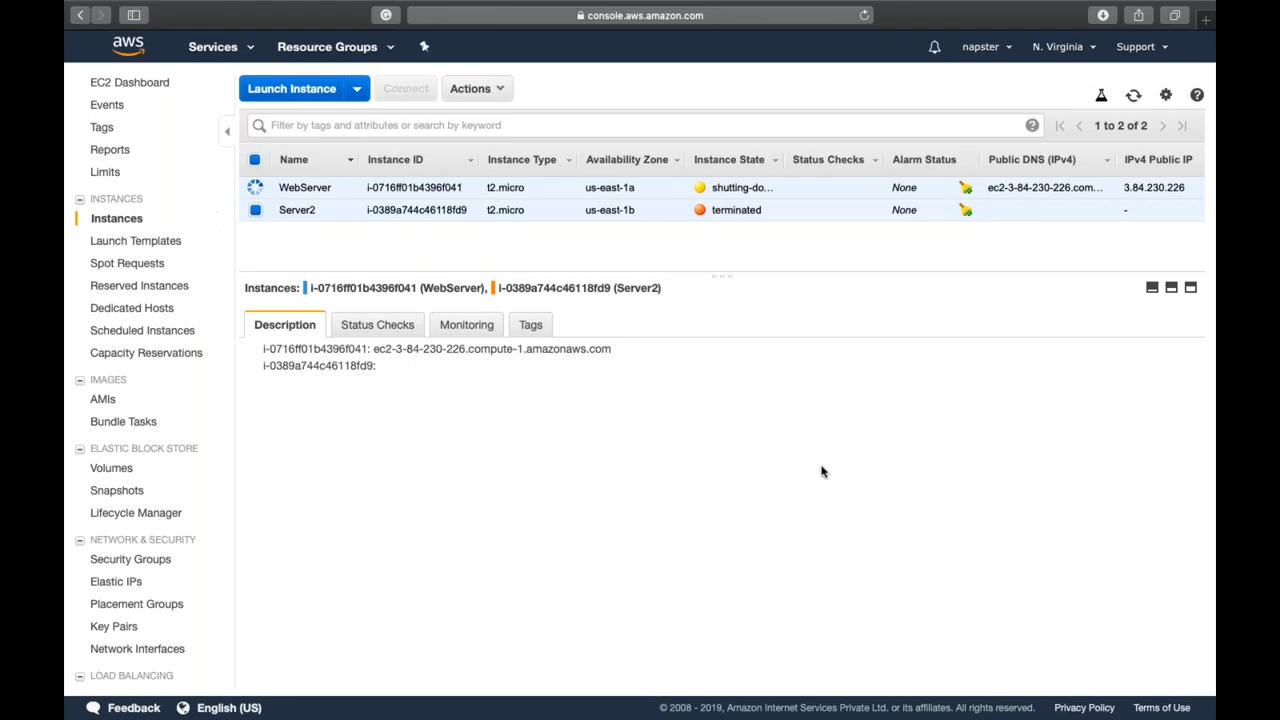 console.aws.amazon.com
aws Services Resource Groups napster N. Virginia Support
EC2 Dashboard
Events
Tags
Reports
Limits
INSTANCES
Instances
Launch Templates
Spot Requests
Reserved Instances
Dedicated Hosts
Scheduled Instances
Capacity Reservations
IMAGES
AMIs
Bundle Tasks
ELASTIC BLOCK STORE
Volumes
Snapshots
Lifecycle Manager
NETWORK & SECURITY
Security Groups
Elastic IPs
Placement Groups
Key Pairs
Network Interfaces
LOAD BALANCING
Launch Instance Connect Actions
Filter by tags and attributes or search by keyword 1 to 2 of 2
Name Instance ID Instance Type Availability Zone Instance State Status Checks Alarm Status Public DNS (IPv4) IPv4 Public IP
WebServer i-0716ff01b4396f041 t2.micro us-east-1a shutting-do... None ec2-3-84-230-226.com... 3.84.230.226
Server2 i-0389a744c46118fd9 t2.micro us-east-1b terminated None -
Instances: i-0716ff01b4396f041 (WebServer), i-0389a744c46118fd9 (Server2)
Description Status Checks Monitoring Tags
i-0716ff01b4396f041: ec2-3-84-230-226.compute-1.amazonaws.com
i-0389a744c46118fd9:
Feedback English (US) © 2008 - 2019, Amazon Internet Services Private Ltd. or its affiliates. All rights reserved. Privacy Policy Terms of Use